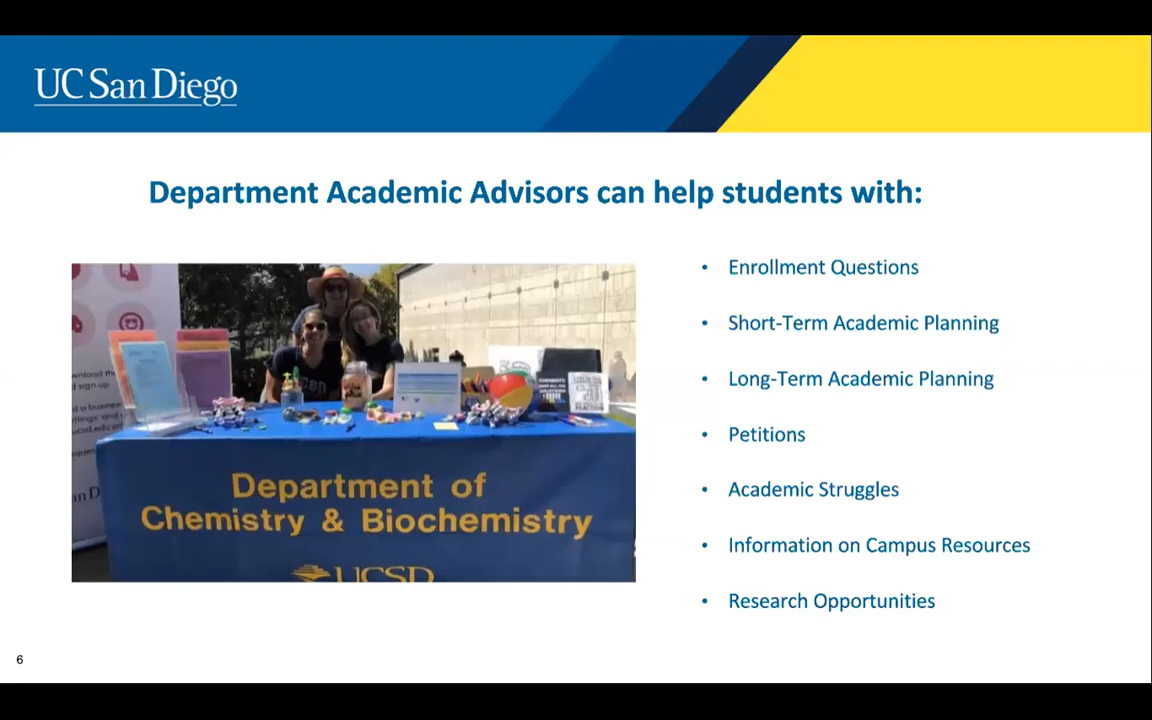 UC San Diego
Department Academic Advisors can help students with:
• Enrollment Questions
• Short-Term Academic Planning
• Long-Term Academic Planning
• Petitions
• Academic Struggles
• Information on Campus Resources
• Research Opportunities
Department of
Chemistry & Biochemistry
UCSD
6